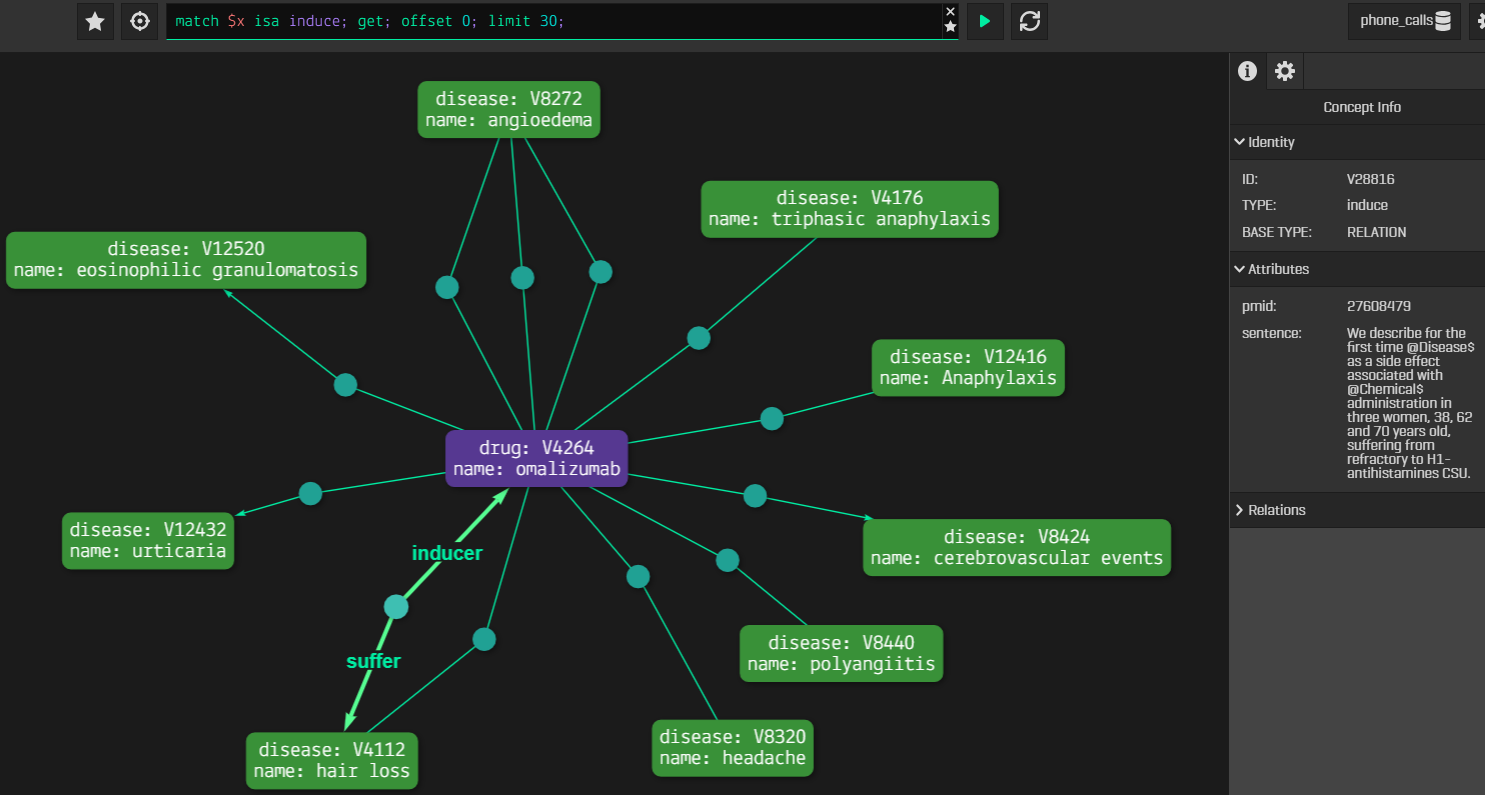 match $x isa induce; get; offset 0; limit 30;
phone_calls
disease: V8272
name: angioedema
disease: V4176
name: triphasic anaphylaxis
disease: V12520
name: eosinophilic granulomatosis
disease: V12416
name: Anaphylaxis
drug: V4264
name: omalizumab
disease: V12432
name: urticaria
inducer
disease: V8424
name: cerebrovascular events
suffer
disease: V8440
name: polyangiitis
disease: V4112
name: hair loss
disease: V8320
name: headache
Concept Info
Identity
ID: V28816
TYPE: induce
BASE TYPE: RELATION
Attributes
pmid: 27608479
sentence: We describe for the
first time @Disease$
as a side effect
associated with
@Chemical$
administration in
three women, 38, 62
and 70 years old,
suffering from
refractory to H1-
antihistamines CSU.
Relations